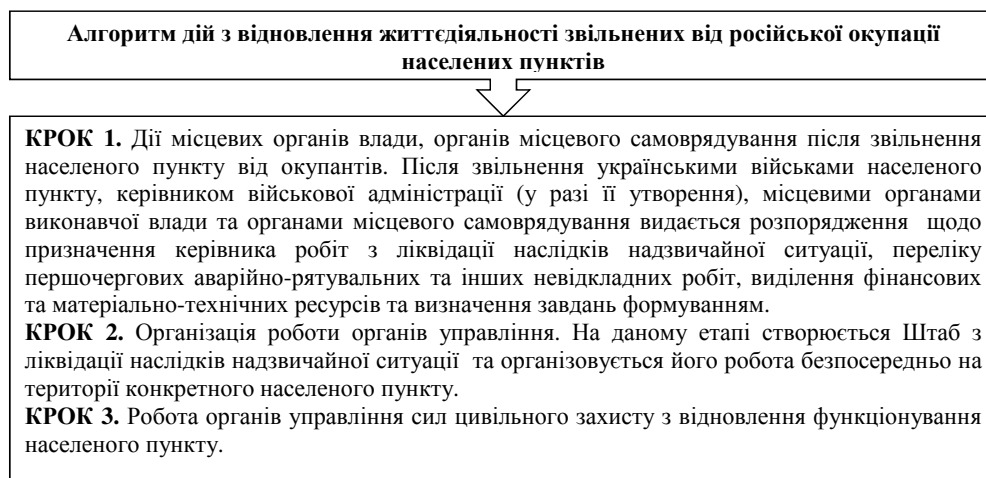 Алгоритм дій з відновлення життєдіяльності звільнених від російської окупації
населених пунктів
КРОК 1. Дії місцевих органів влади, органів місцевого самоврядування після звільнення
населеного пункту від окупантів. Після звільнення українськими військами населеного
пункту, керівником військової адміністрації (у разі її утворення), місцевими органами
виконавчої влади та органами місцевого самоврядування видається розпорядження щодо
призначення керівника робіт з ліквідації наслідків надзвичайної ситуації, переліку
першочергових аварійно-рятувальних та інших невідкладних робіт, виділення фінансових
та матеріально-технічних ресурсів та визначення завдань формуванням.
КРОК 2. Організація роботи органів управління. На даному етапі створюється Штаб з
ліквідації наслідків надзвичайної ситуації та організовується його робота безпосередньо на
території конкретного населеного пункту.
КРОК 3. Робота органів управління сил цивільного захисту з відновлення функціонування
населеного пункту.